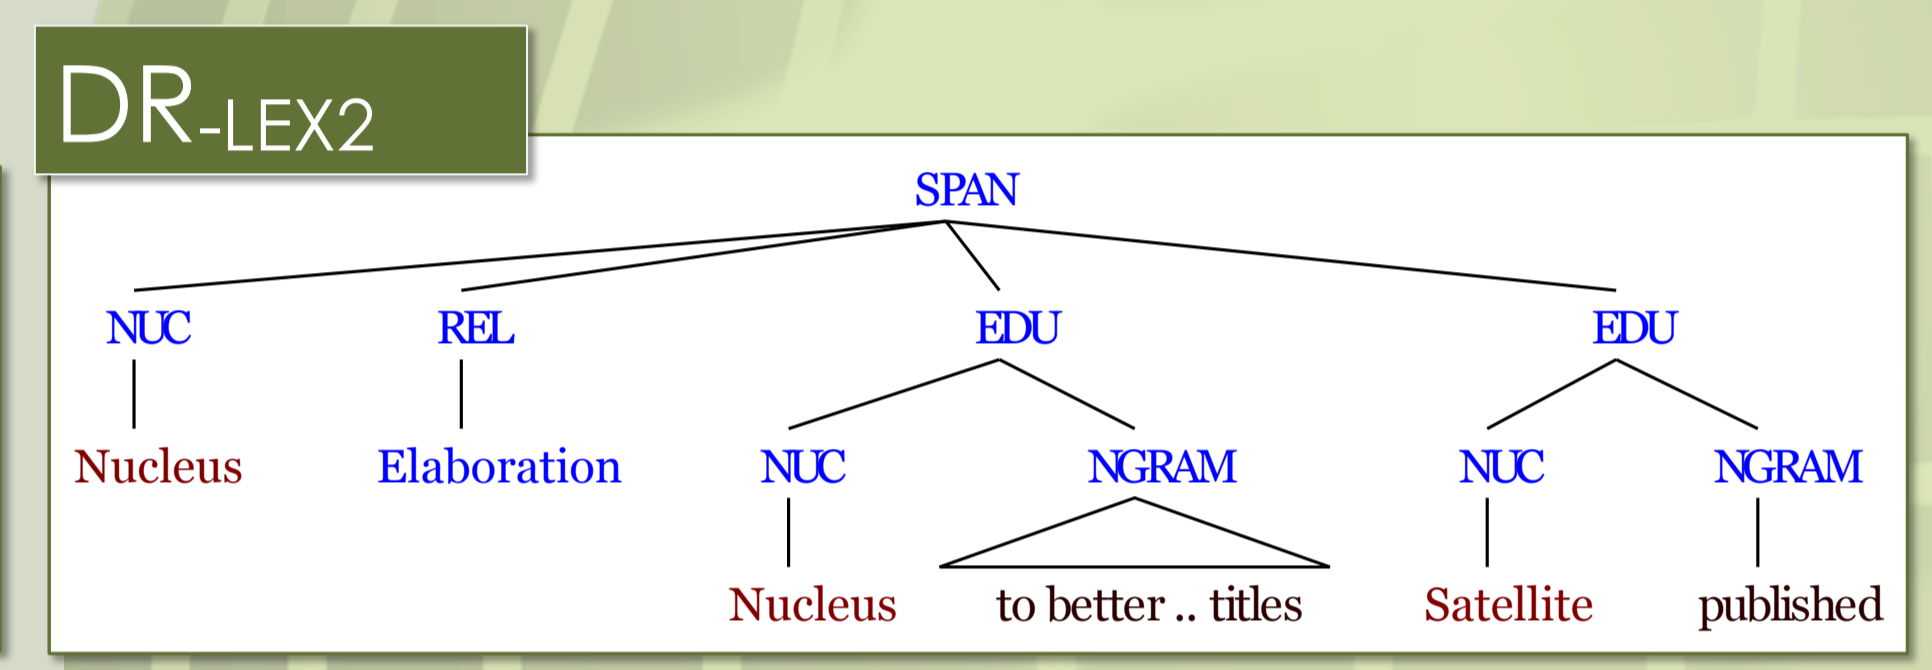 DR-LEX2
SPAN
NUC REL EDU EDU
Nucleus Elaboration NUC NGRAM NUC NGRAM
Nucleus to better .. titles Satellite published